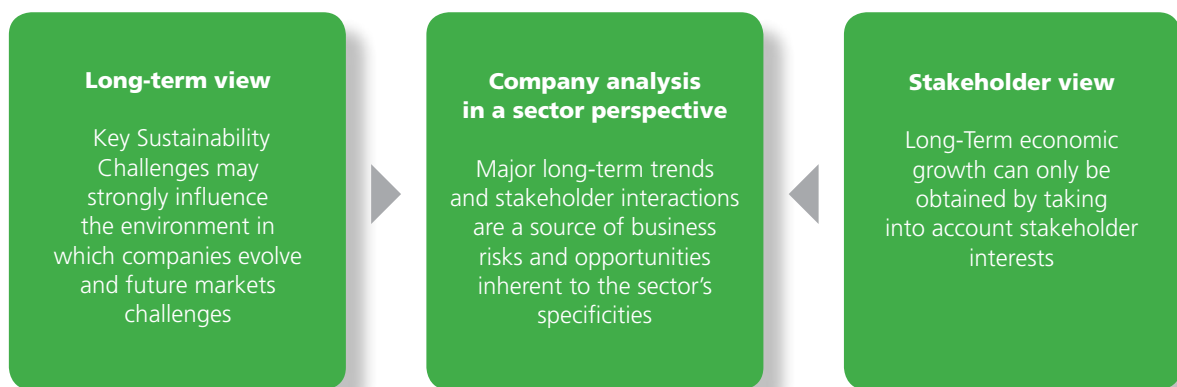 Long-term view
Key Sustainability
Challenges may
strongly influence
the environment in
which companies evolve
and future markets
challenges
Company analysis
in a sector perspective
Major long-term trends
and stakeholder interactions
are a source of business
risks and opportunities
inherent to the sector’s
specificities
Stakeholder view
Long-Term economic
growth can only be
obtained by taking
into account stakeholder
interests